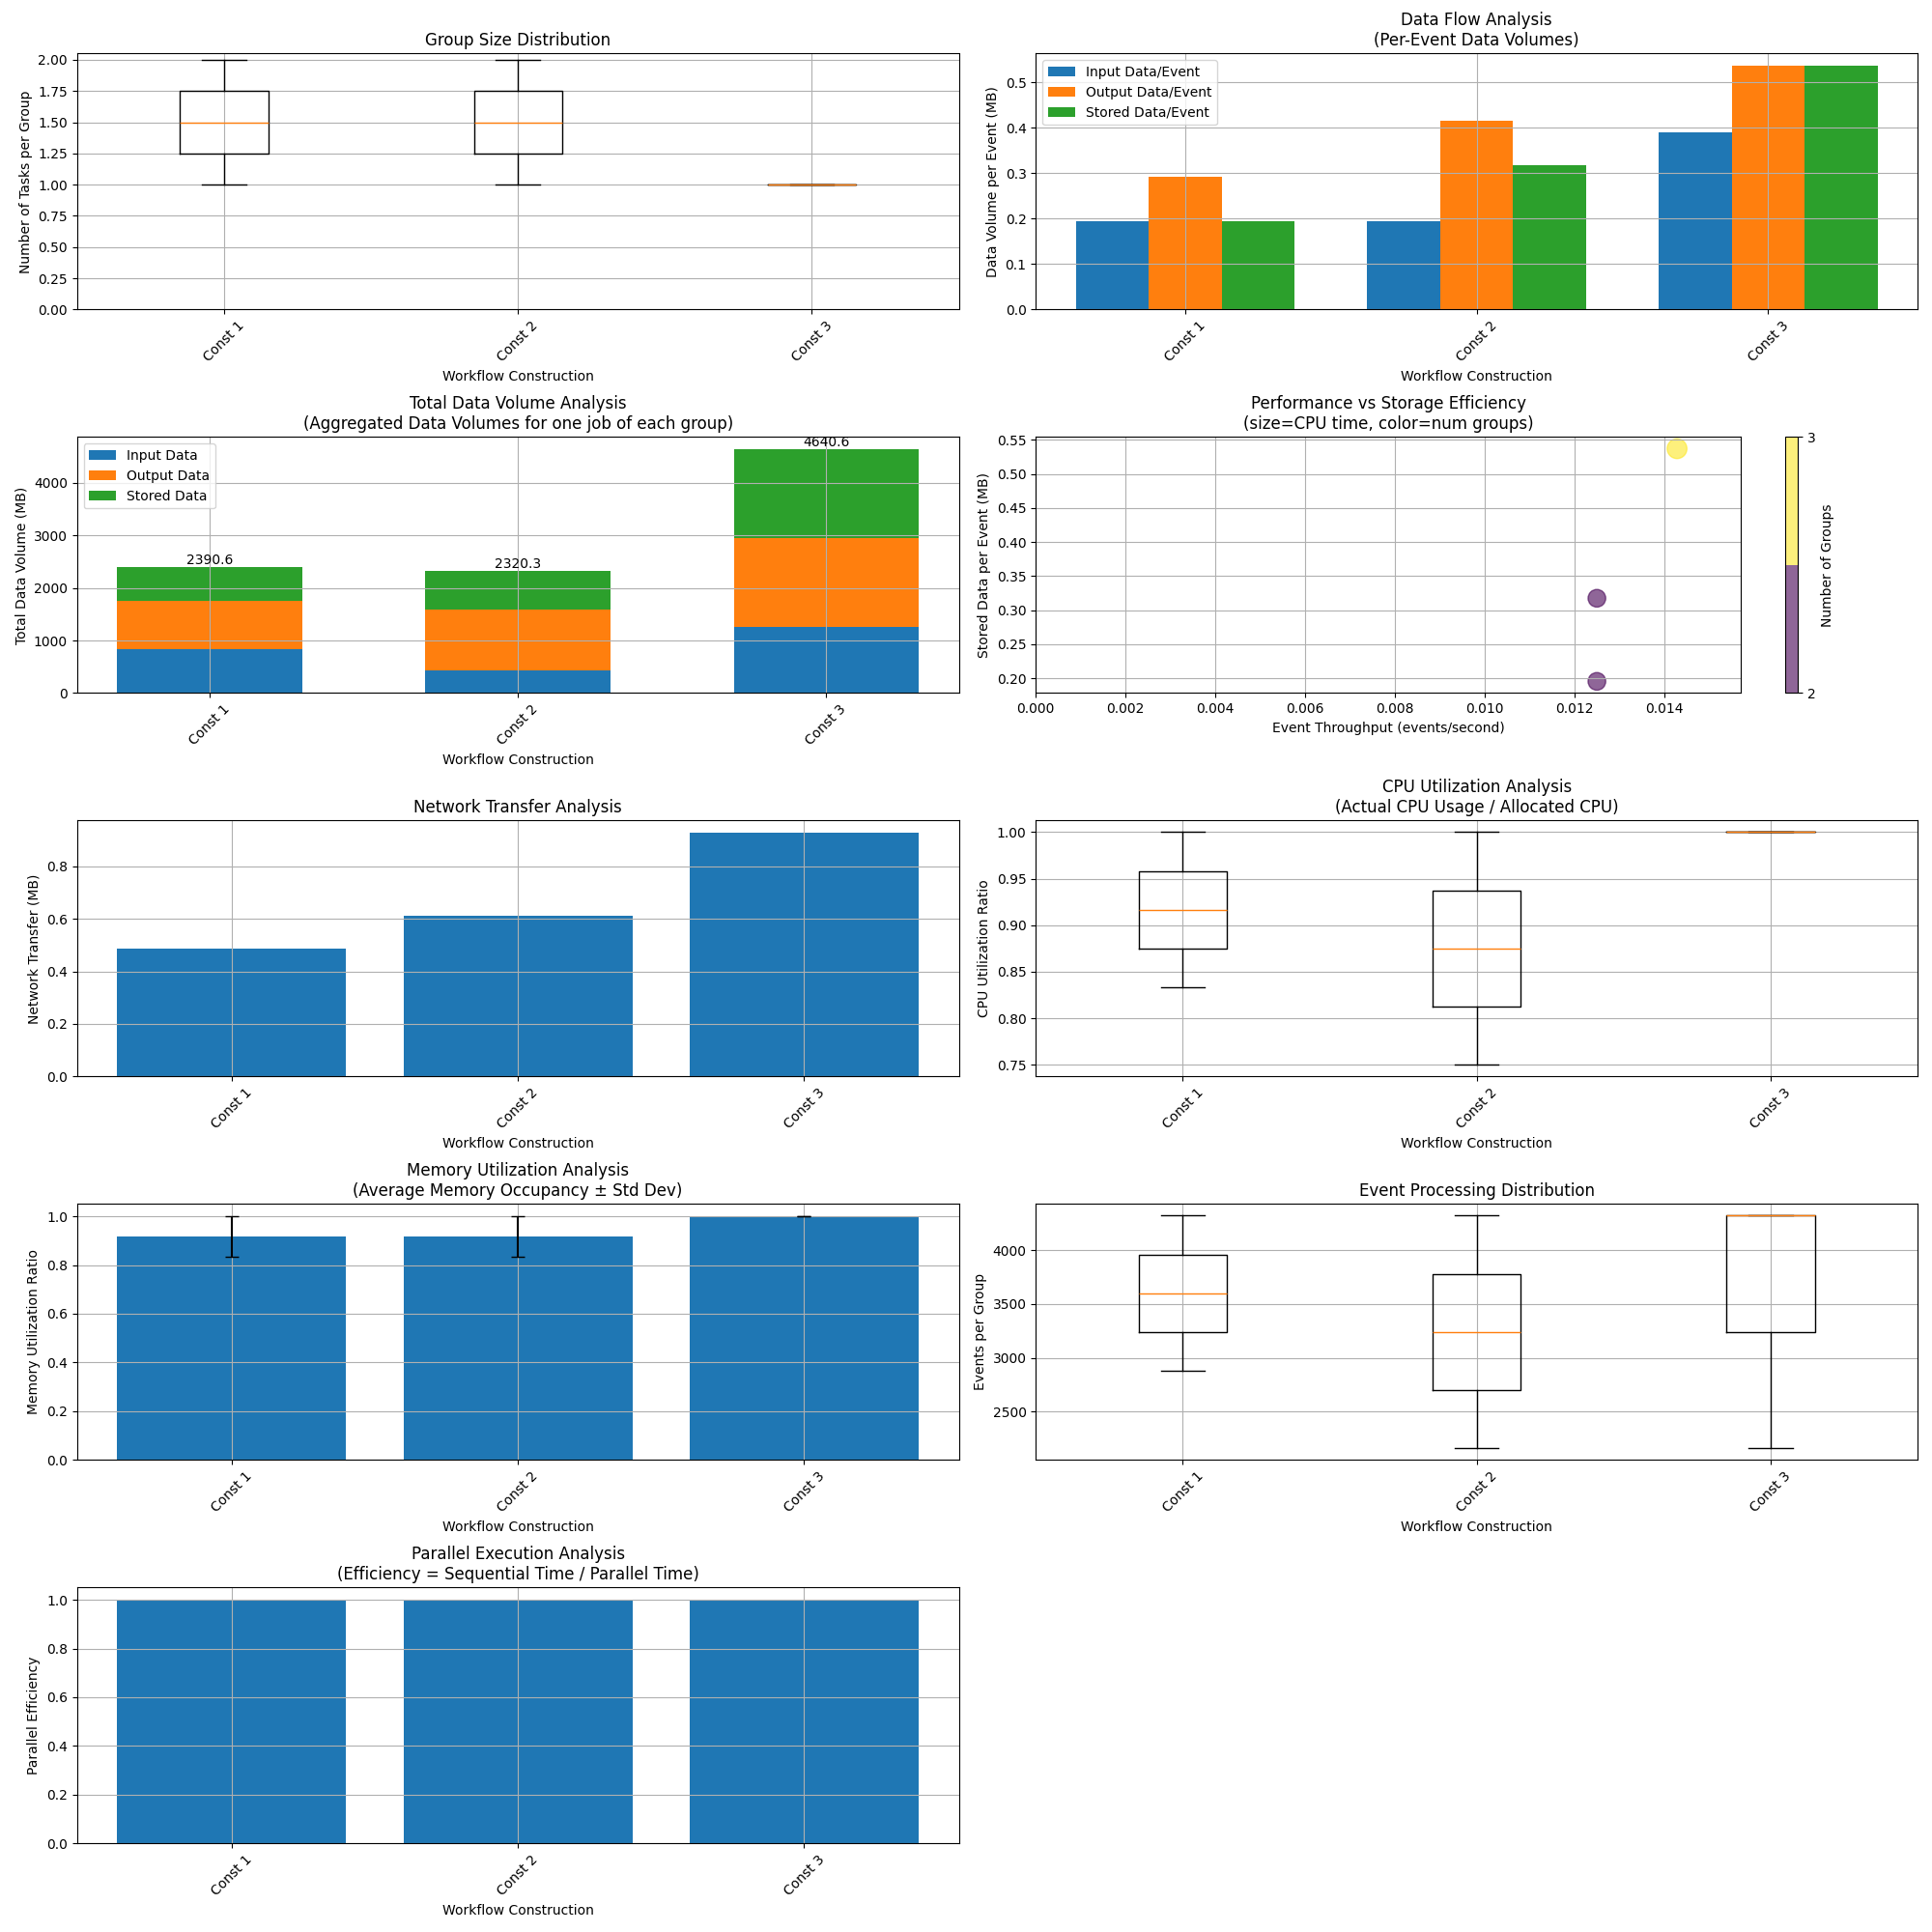 Group Size Distribution
Number of Tasks per Group
2.00
1.75
1.50
1.25
1.00
0.75
0.50
0.25
0.00
Const 1
Const 2
Const 3
Workflow Construction
Data Flow Analysis
(Per-Event Data Volumes)
Input Data/Event
Output Data/Event
Stored Data/Event
Data Volume per Event (MB)
0.5
0.4
0.3
0.2
0.1
0.0
Const 1
Const 2
Const 3
Workflow Construction
Total Data Volume Analysis
(Aggregated Data Volumes for one job of each group)
Input Data
Output Data
Stored Data
2390.6
2320.3
4640.6
Total Data Volume (MB)
4000
3000
2000
1000
0
Const 1
Const 2
Const 3
Workflow Construction
Performance vs Storage Efficiency
(size=CPU time, color=num groups)
Stored Data per Event (MB)
0.55
0.50
0.45
0.40
0.35
0.30
0.25
0.20
0.000
0.002
0.004
0.006
0.008
0.010
0.012
0.014
Event Throughput (events/second)
3
2
Number of Groups
Network Transfer Analysis
Network Transfer (MB)
0.8
0.6
0.4
0.2
0.0
Const 1
Const 2
Const 3
Workflow Construction
CPU Utilization Analysis
(Actual CPU Usage / Allocated CPU)
CPU Utilization Ratio
1.00
0.95
0.90
0.85
0.80
0.75
Const 1
Const 2
Const 3
Workflow Construction
Memory Utilization Analysis
(Average Memory Occupancy ± Std Dev)
Memory Utilization Ratio
1.0
0.8
0.6
0.4
0.2
0.0
Const 1
Const 2
Const 3
Workflow Construction
Event Processing Distribution
Events per Group
4000
3500
3000
2500
Const 1
Const 2
Const 3
Workflow Construction
Parallel Execution Analysis
(Efficiency = Sequential Time / Parallel Time)
Parallel Efficiency
1.0
0.8
0.6
0.4
0.2
0.0
Const 1
Const 2
Const 3
Workflow Construction